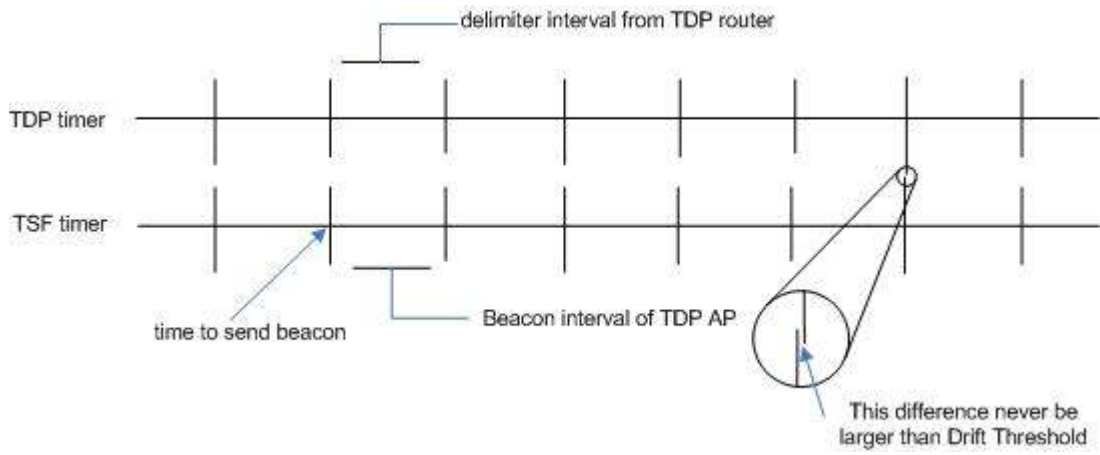 delimiter interval from TDP router
TDP timer
TSF timer
time to send beacon
Beacon interval of TDP AP
This difference never be
larger than Drift Threshold